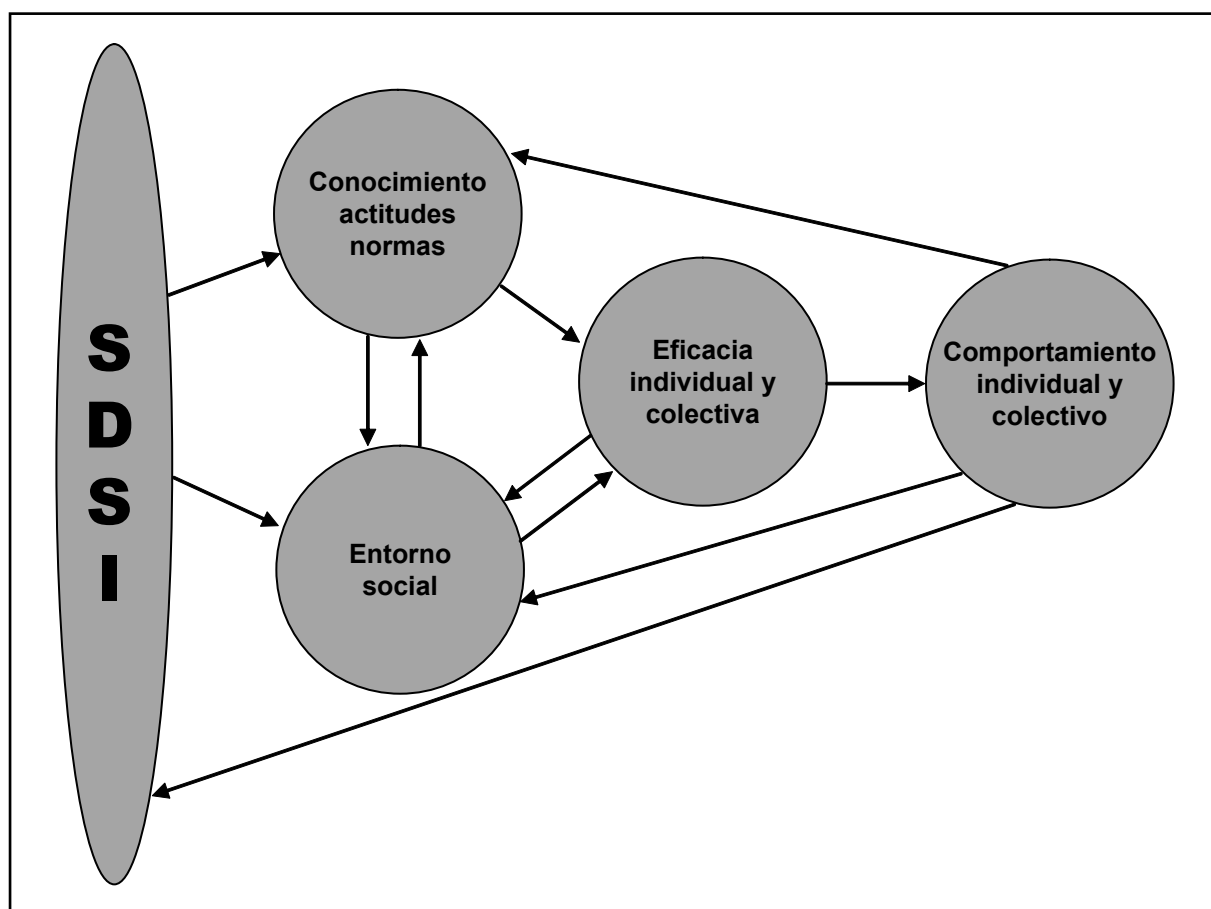 S
D
S
I
Conocimiento
actitudes
normas
Eficacia
individual y
colectiva
Comportamiento
individual y
colectivo
Entorno
social